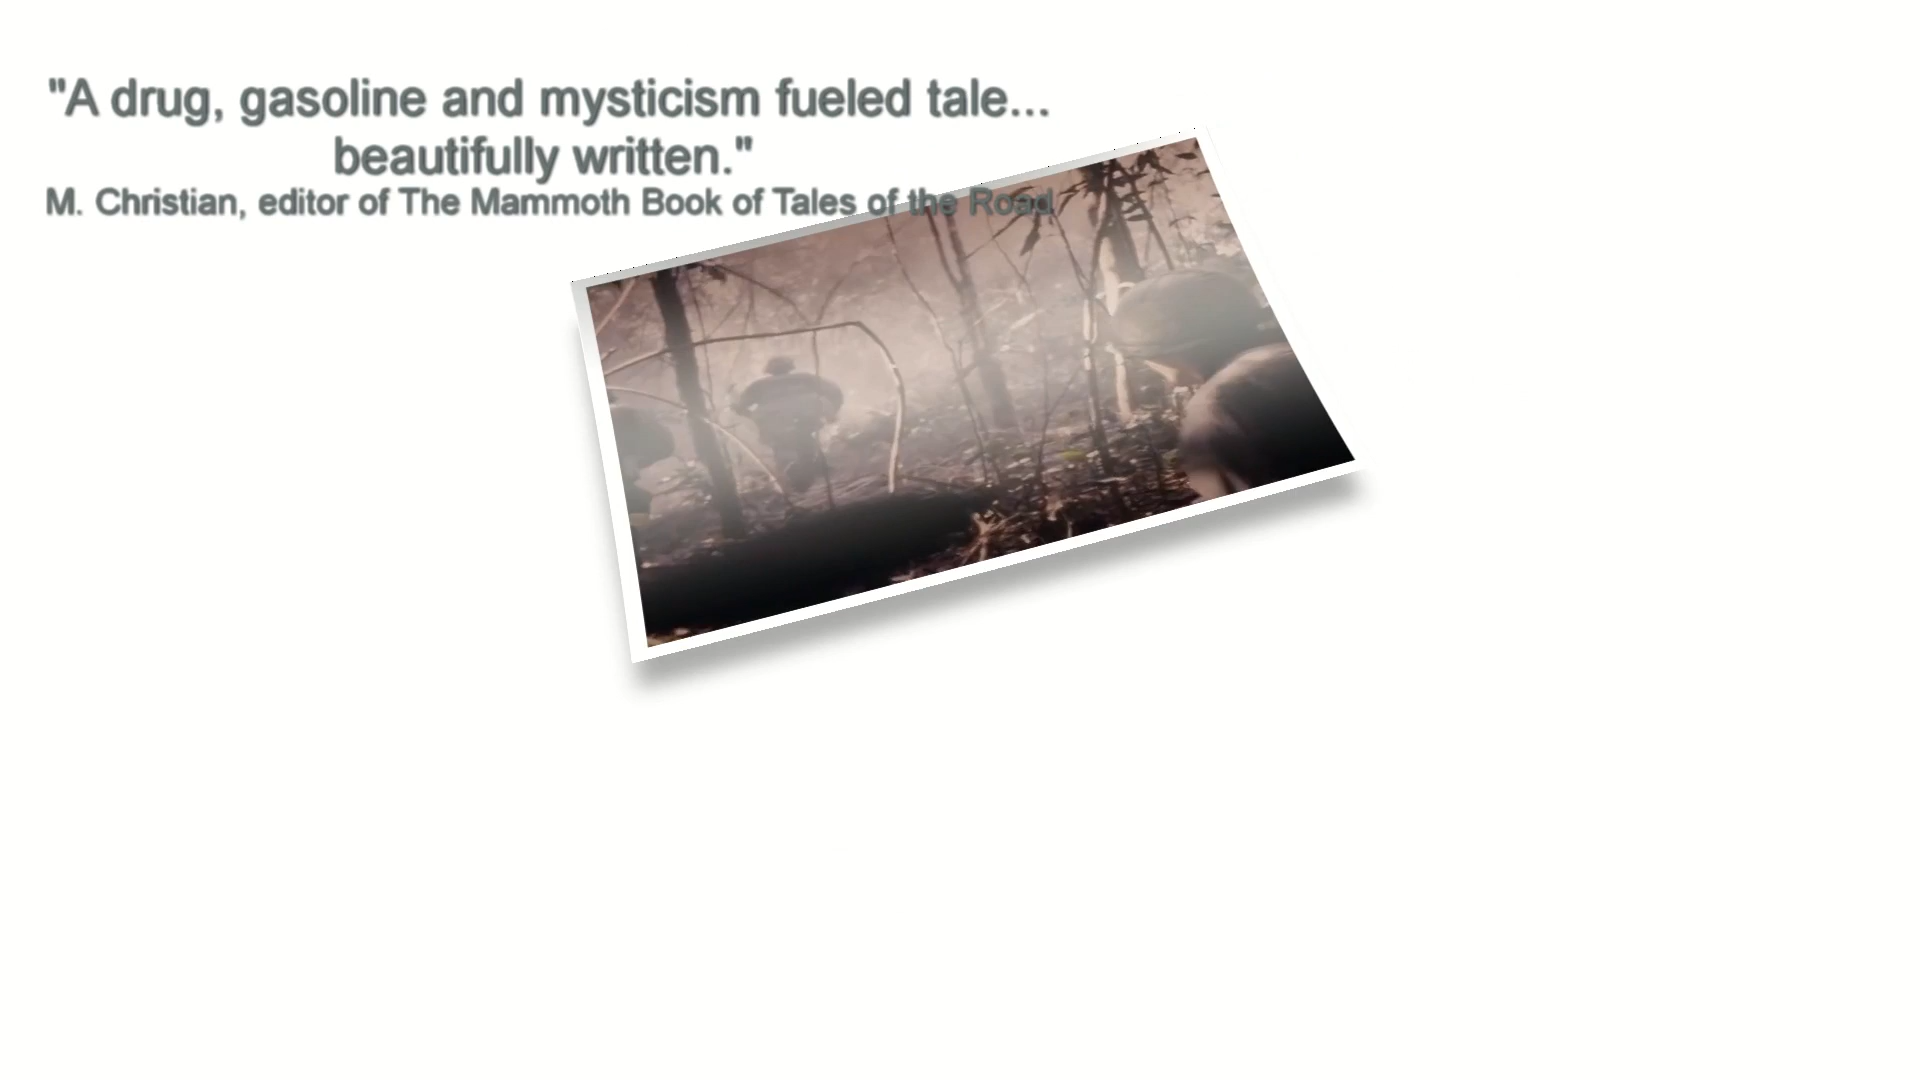 "A drug, gasoline and mysticism fueled tale...
beautifully written."
M. Christian, editor of The Mammoth Book of Tales of the Road